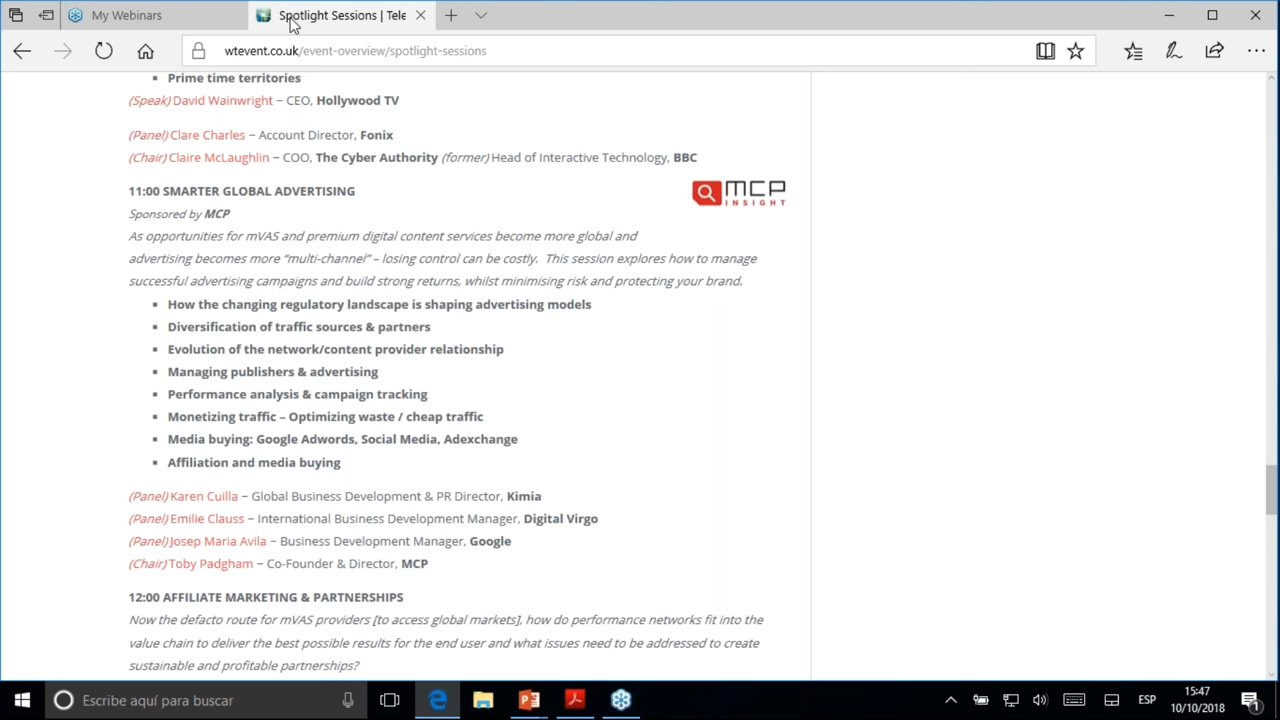 My Webinars
Spotlight Sessions | Tele
wtevent.co.uk/event-overview/spotlight-sessions
▪ Prime time territories
(Speak) David Wainwright – CEO, Hollywood TV
(Panel) Clare Charles – Account Director, Fonix
(Chair) Claire McLaughlin – COO, The Cyber Authority (former) Head of Interactive Technology, BBC
11:00 SMARTER GLOBAL ADVERTISING
MCP
INSIGHT
Sponsored by MCP
As opportunities for mVAS and premium digital content services become more global and
advertising becomes more “multi-channel” – losing control can be costly. This session explores how to manage
successful advertising campaigns and build strong returns, whilst minimising risk and protecting your brand.
▪ How the changing regulatory landscape is shaping advertising models
▪ Diversification of traffic sources & partners
▪ Evolution of the network/content provider relationship
▪ Managing publishers & advertising
▪ Performance analysis & campaign tracking
▪ Monetizing traffic – Optimizing waste / cheap traffic
▪ Media buying: Google Adwords, Social Media, Adexchange
▪ Affiliation and media buying
(Panel) Karen Cuilla – Global Business Development & PR Director, Kimia
(Panel) Emilie Clauss – International Business Development Manager, Digital Virgo
(Panel) Josep Maria Avila – Business Development Manager, Google
(Chair) Toby Padgham – Co-Founder & Director, MCP
12:00 AFFILIATE MARKETING & PARTNERSHIPS
Now the defacto route for mVAS providers [to access global markets], how do performance networks fit into the
value chain to deliver the best possible results for the end user and what issues need to be addressed to create
sustainable and profitable partnerships?
Escribe aquí para buscar
ESP
15:47
10/10/2018
1